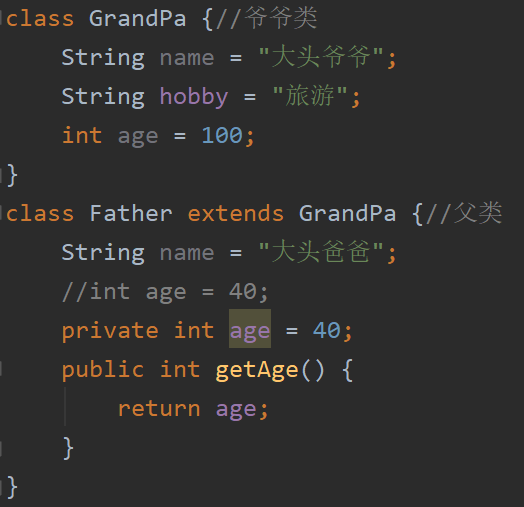 class GrandPa {//爷爷类
    String name = "大头爷爷";
    String hobby = "旅游";
    int age = 100;
}
class Father extends GrandPa {//父类
    String name = "大头爸爸";
    //int age = 40;
    private int age = 40;
    public int getAge() {
        return age;
    }
}